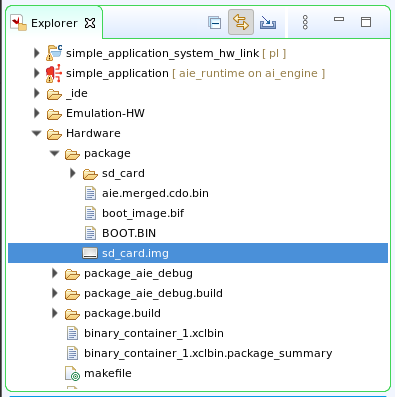 Explorer
simple_application_system_hw_link [ pl ]
simple_application [ aie_runtime on ai_engine ]
_ide
Emulation-HW
Hardware
package
sd_card
aie.merged.cdo.bin
boot_image.bif
BOOT.BIN
sd_card.img
package_aie_debug
package_aie_debug.build
package.build
binary_container_1.xclbin
binary_container_1.xclbin.package_summary
makefile